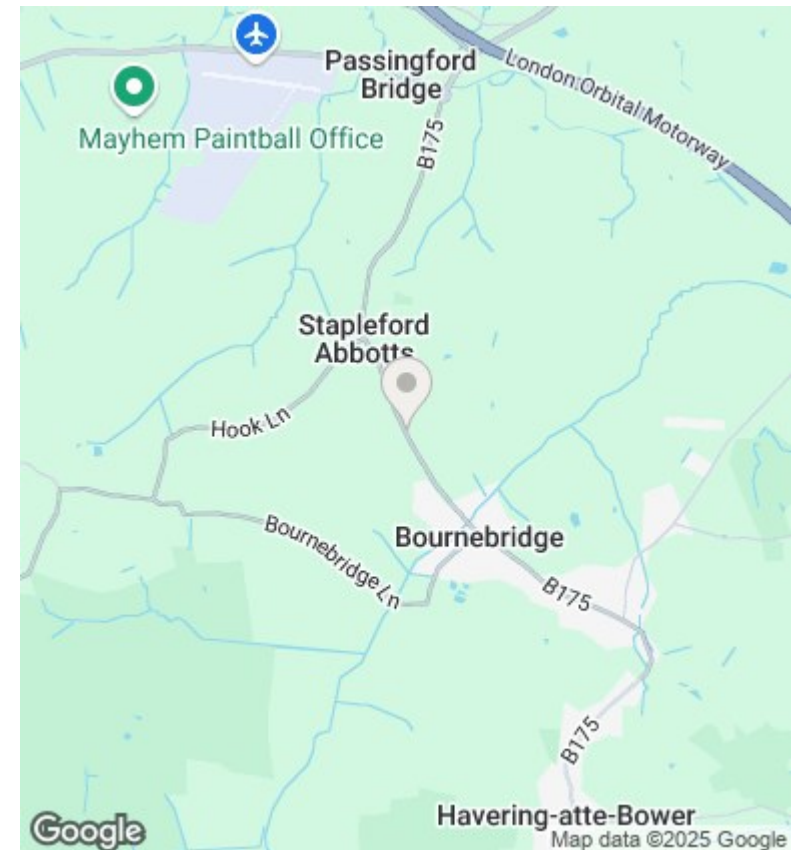 Passingford
Bridge
London Orbital Motorway
Mayhem Paintball Office
B175
Stapleford
Abbotts
Hook Ln
Bournebridge
Bournebridge Ln
B175
B175
Havering-atte-Bower
Google
Map data ©2025 Google